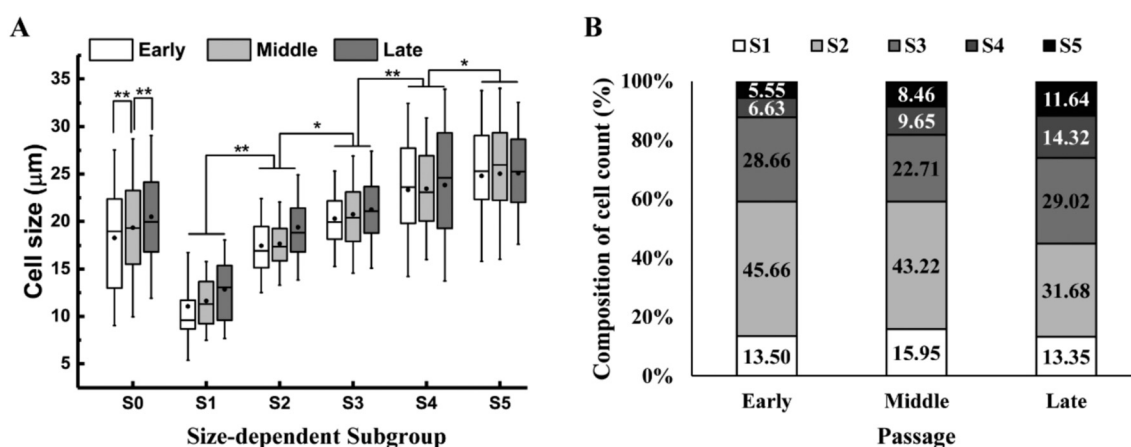 A
Early Middle Late
Cell size (μm)
35
30
25
20
15
10
5
** **
**
*
**
*
S0 S1 S2 S3 S4 S5
Size-dependent Subgroup
B
S1 S2 S3 S4 S5
Composition of cell count (%)
100%
80%
60%
40%
20%
0%
5.55 8.46 11.64
6.63 9.65 14.32
28.66 22.71 29.02
45.66 43.22 31.68
13.50 15.95 13.35
Early Middle Late
Passage